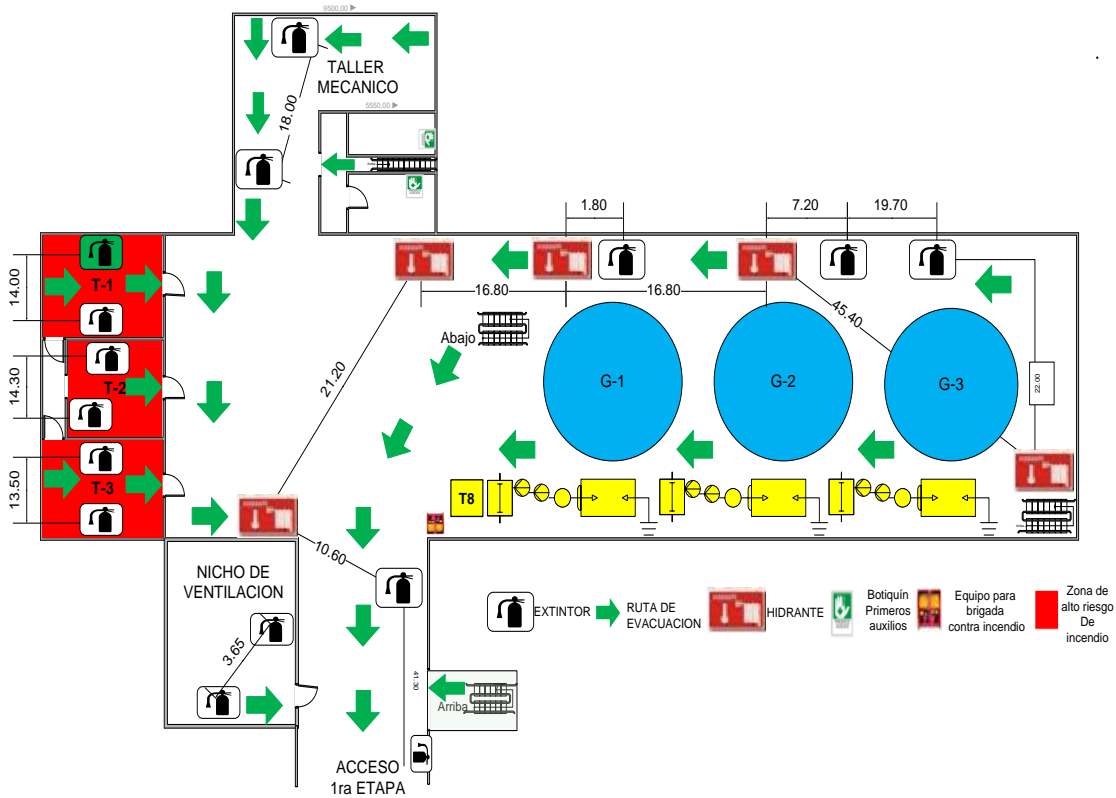 9500,00
TALLER
MECANICO
18.00
5550,00
1.80
7.20
19.70
14.00
T-1
16.80
16.80
45.40
Abajo
21.20
14.30
T-2
G-1
G-2
G-3
22.00
13.50
T-3
T8
10.60
NICHO DE
VENTILACION
3.65
EXTINTOR
RUTA DE
EVACUACION
HIDRANTE
Botiquín
Primeros
auxilios
Equipo para
brigada
contra incendio
Zona de
alto riesgo
De
incendio
41.30
Arriba
ACCESO
1ra ETAPA